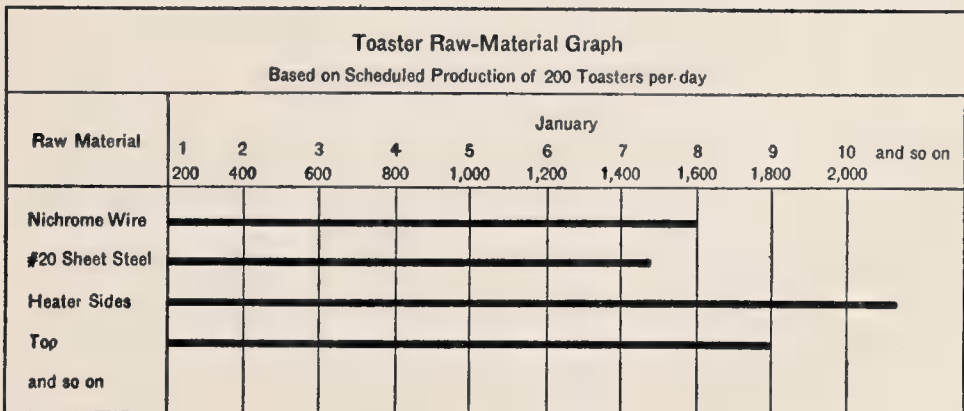 Toaster Raw-Material Graph
Based on Scheduled Production of 200 Toasters per day
Raw Material
January
1 2 3 4 5 6 7 8 9 10 and so on
200 400 600 800 1,000 1,200 1,400 1,600 1,800 2,000
Nichrome Wire
#20 Sheet Steel
Heater Sides
Top
and so on